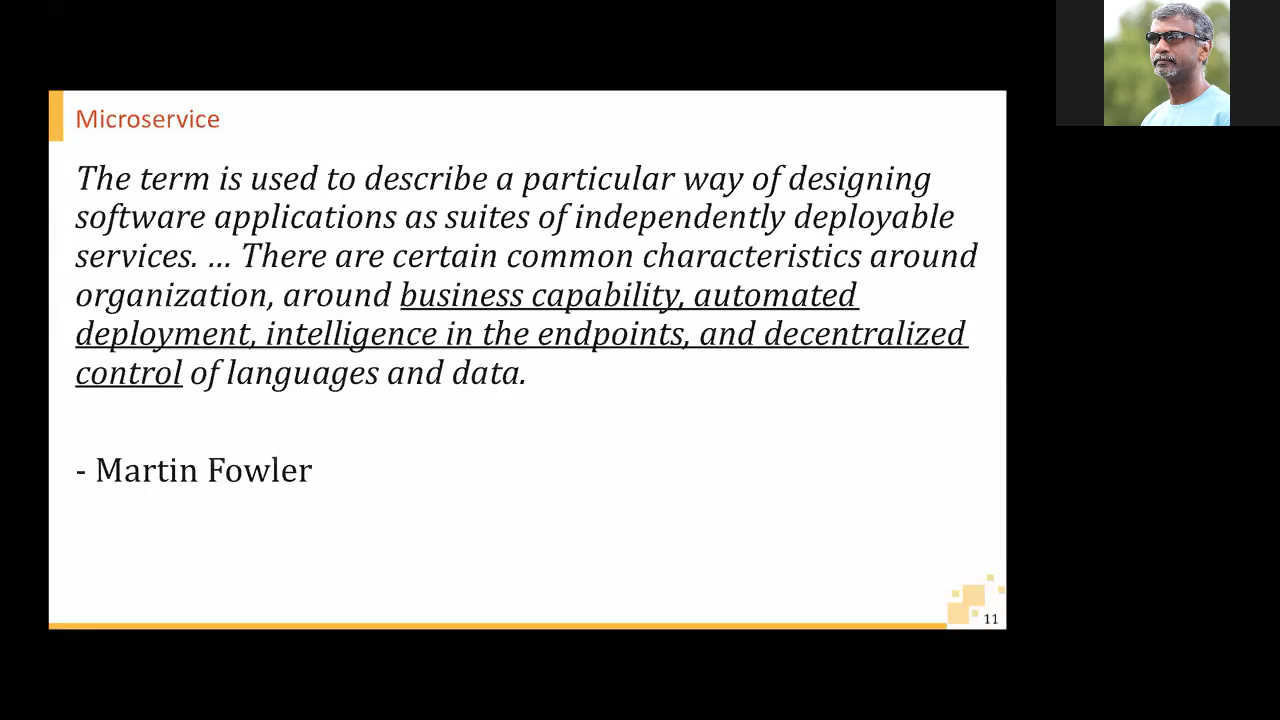 Microservice
The term is used to describe a particular way of designing
software applications as suites of independently deployable
services. … There are certain common characteristics around
organization, around business capability, automated
deployment, intelligence in the endpoints, and decentralized
control of languages and data.
- Martin Fowler
11